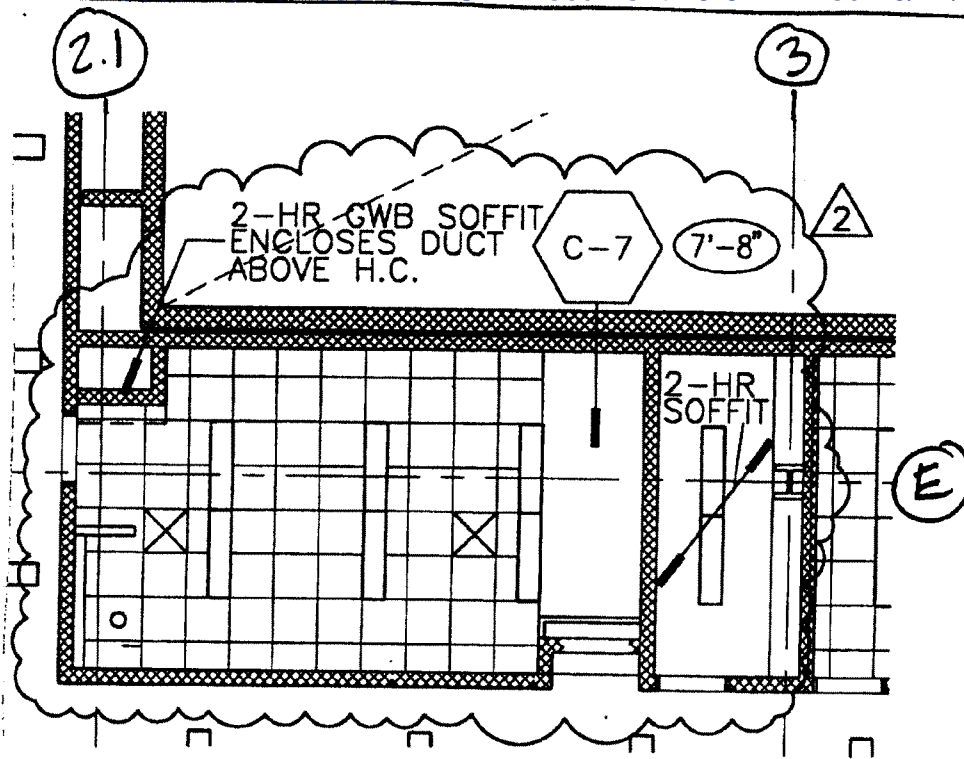 2.1
3
2-HR GWB SOFFIT
ENCLOSES DUCT
ABOVE H.C.
C-7
7'-8"
2
2-HR
SOFFIT
E